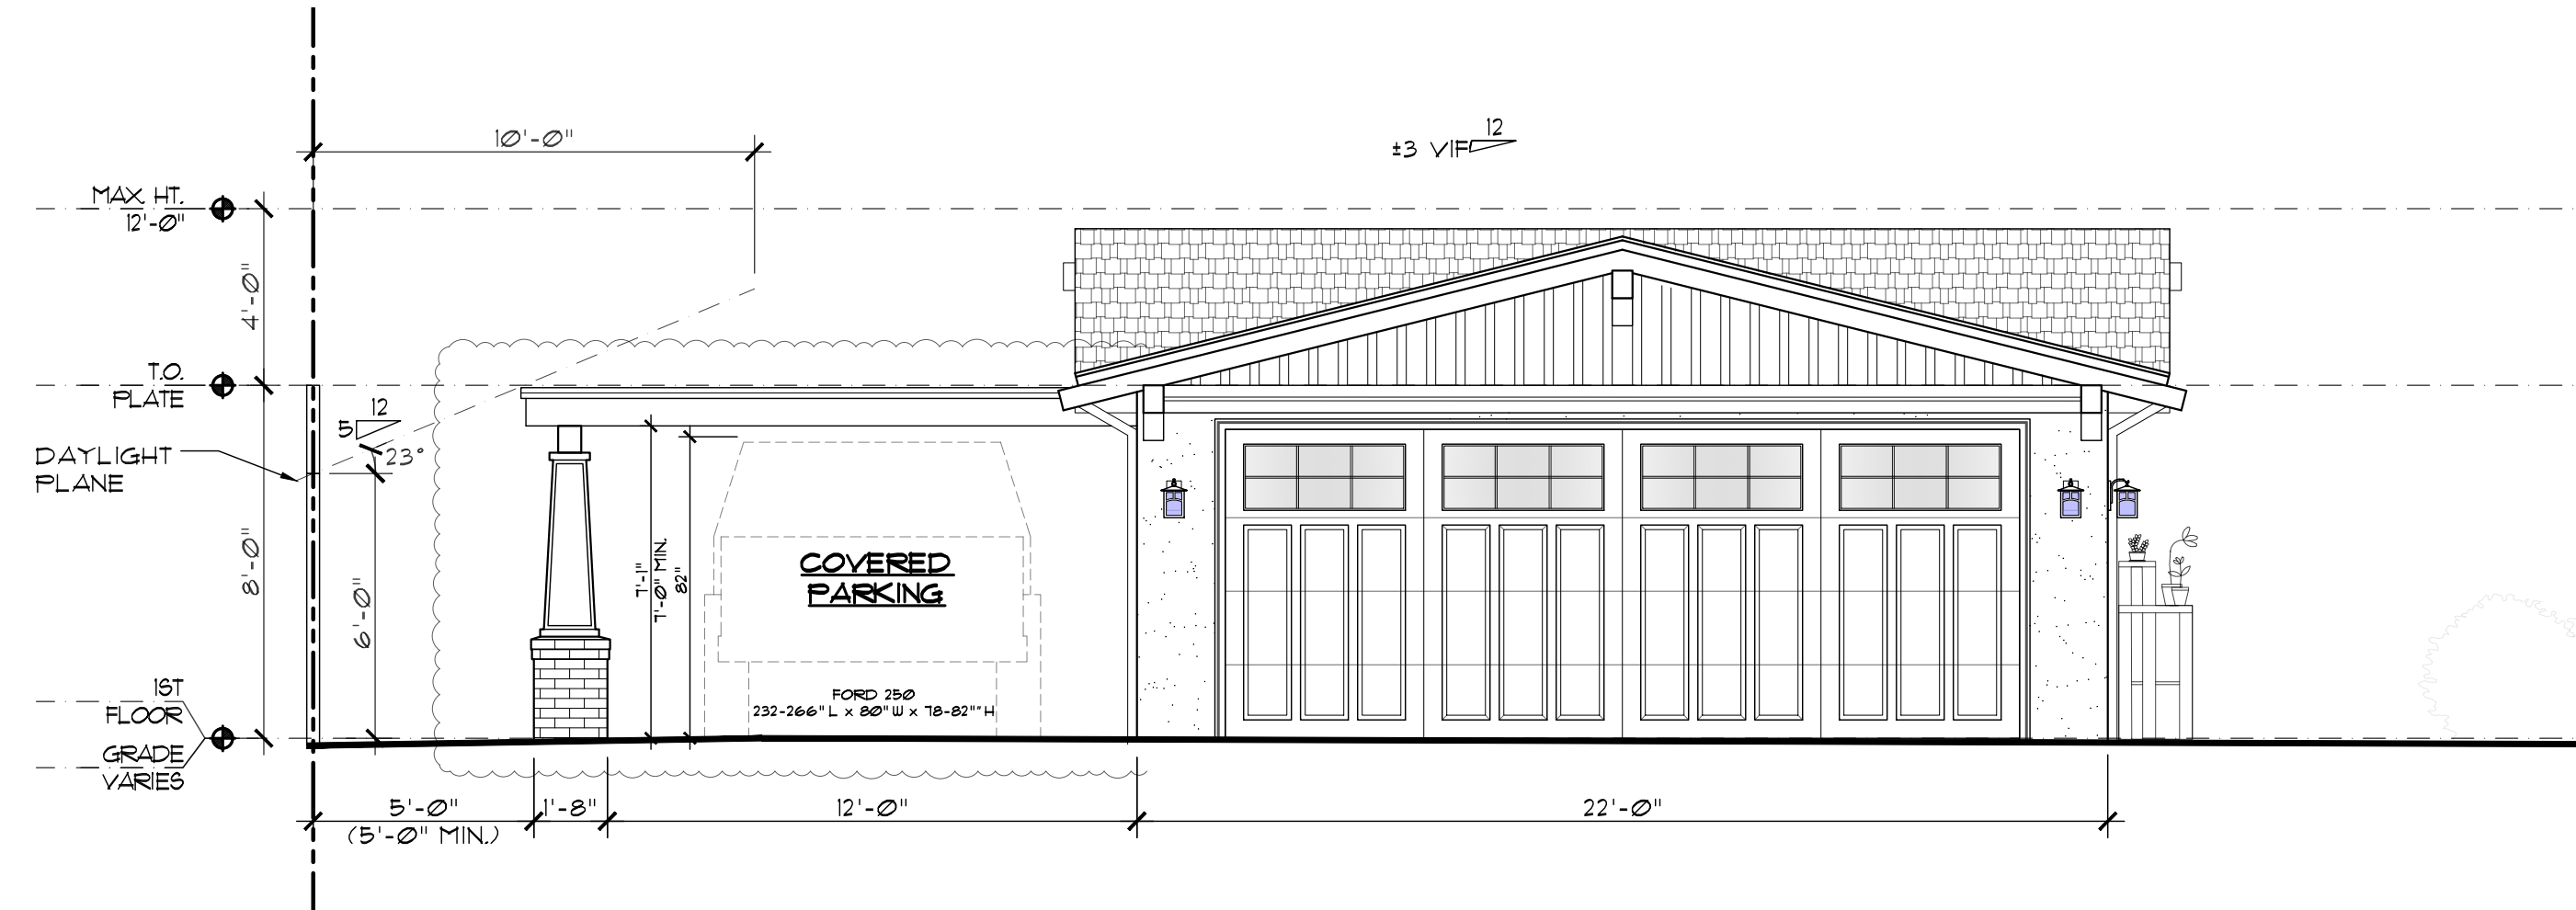 10'-0"
12
±3 VIF
MAX. HT.
12'-0"
4'-0"
T.O.
PLATE
12
5
23°
DAYLIGHT
PLANE
8'-0"
6'-0"
7'-1"
7'-0" MIN.
82"
COVERED
PARKING
FORD 250
232-266" L x 80" W x 78-82"" H
1ST
FLOOR
GRADE
VARIES
5'-0"
(5'-0" MIN.)
1'-8"
12'-0"
22'-0"